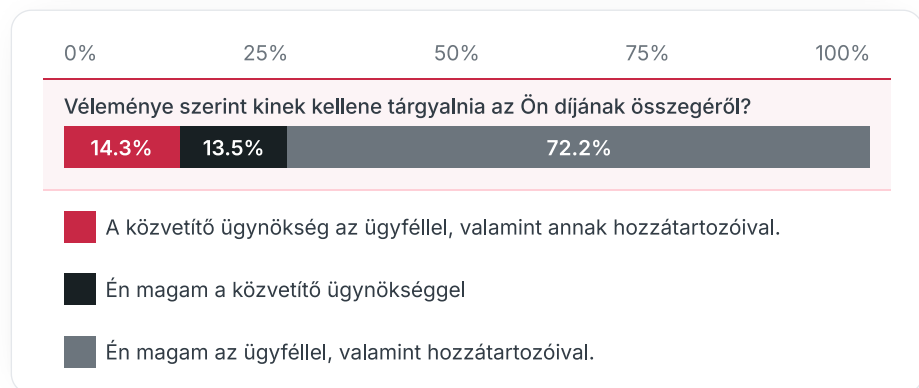 0% 25% 50% 75% 100%
Véleménye szerint kinek kellene tárgyalnia az Ön díjának összegéről?
14.3% 13.5% 72.2%
A közvetítő ügynökség az ügyféllel, valamint annak hozzátartozóival.
Én magam a közvetítő ügynökséggel
Én magam az ügyféllel, valamint hozzátartozóival.